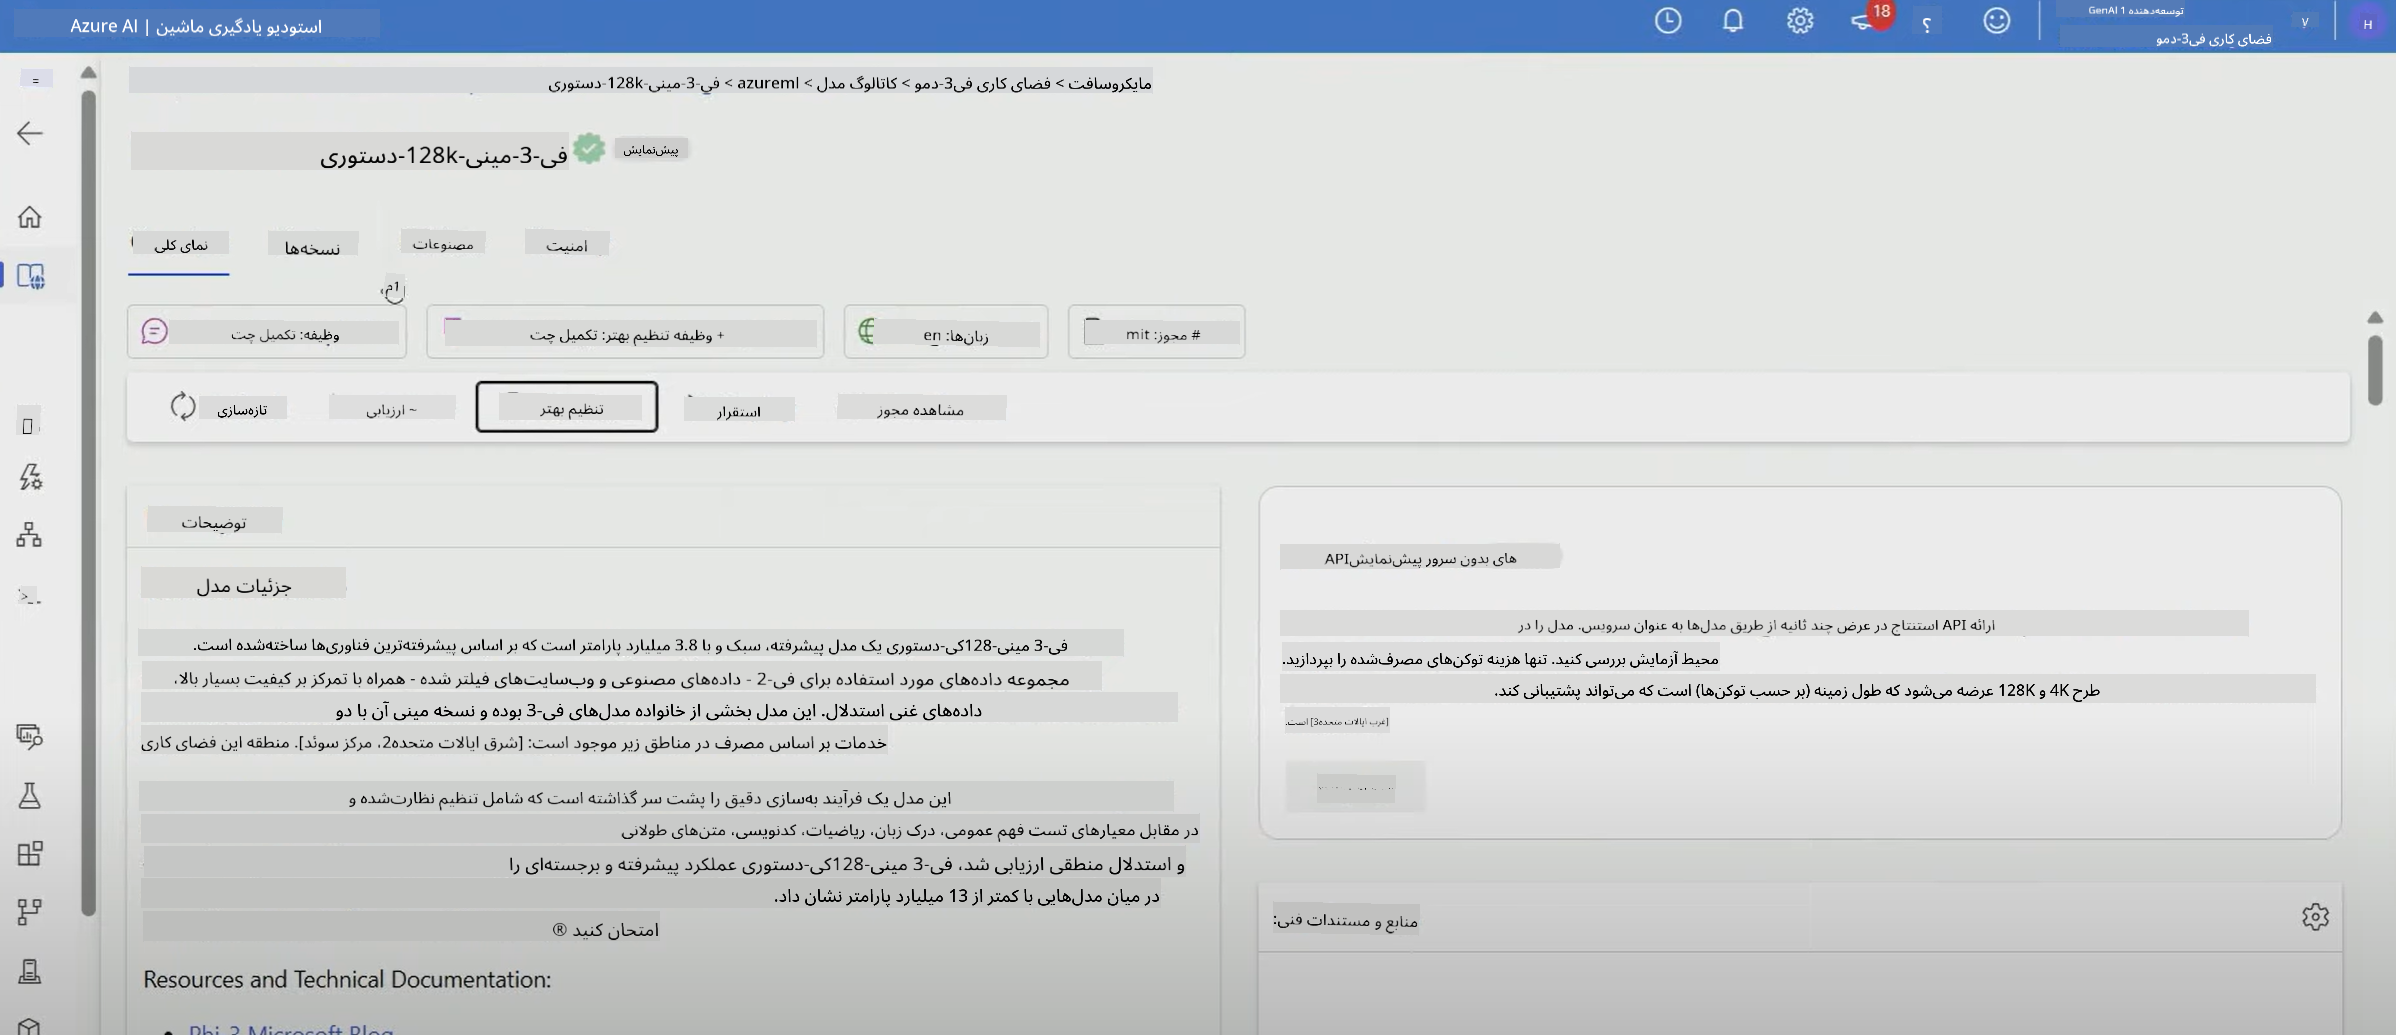 Azure AI | استودیو یادگیری ماشین
18
؟
توسعه‌دهنده GenAI 1
فضای کاری فی3-دمو
H
مایکروسافت > فضای کاری فی3-دمو > کاتالوگ مدل > azureml > فی-3-مینی-128k-دستوری
فی-3-مینی-128k-دستوری
پیش‌نمایش
نمای کلی
نسخه‌ها
مصنوعات
امنیت
وظیفه: تکمیل چت
+ وظیفه تنظیم بهتر: تکمیل چت
زبان‌ها: en
# مجوز: mit
تازه‌سازی
~ ارزیابی
تنظیم بهتر
استقرار
مشاهده مجوز
توضیحات
جزئیات مدل
فی-3 مینی-128کی-دستوری یک مدل پیشرفته، سبک و با 3.8 میلیارد پارامتر است که بر اساس پیشرفته‌ترین فناوری‌ها ساخته‌شده است.
مجموعه داده‌های مورد استفاده برای فی-2 - داده‌های مصنوعی و وب‌سایت‌های فیلتر شده - همراه با تمرکز بر کیفیت بسیار بالا،
داده‌های غنی استدلال. این مدل بخشی از خانواده مدل‌های فی-3 بوده و نسخه مینی آن با دو
خدمات بر اساس مصرف در مناطق زیر موجود است: [شرق ایالات متحده2، مرکز سوئد]. منطقه این فضای کاری
این مدل یک فرآیند به‌سازی دقیق را پشت سر گذاشته است که شامل تنظیم نظارت‌شده و
در مقابل معیارهای تست فهم عمومی، درک زبان، ریاضیات، کدنویسی، متن‌های طولانی
و استدلال منطقی ارزیابی شد، فی-3 مینی-128کی-دستوری عملکرد پیشرفته و برجسته‌ای را
در میان مدل‌هایی با کمتر از 13 میلیارد پارامتر نشان داد.
امتحان کنید ®
Resources and Technical Documentation:
• Phi-3 Microsoft Blog
های بدون سرور پیش‌نمایشAPI
ارائه API استنتاج در عرض چند ثانیه از طریق مدل‌ها به عنوان سرویس. مدل را در
محیط آزمایش بررسی کنید. تنها هزینه توکن‌های مصرف‌شده را بپردازید.
طرح 4K و 128K عرضه می‌شود که طول زمینه (بر حسب توکن‌ها) است که می‌تواند پشتیبانی کند.
[غرب ایالات متحده3] است.
منابع و مستندات فنی: